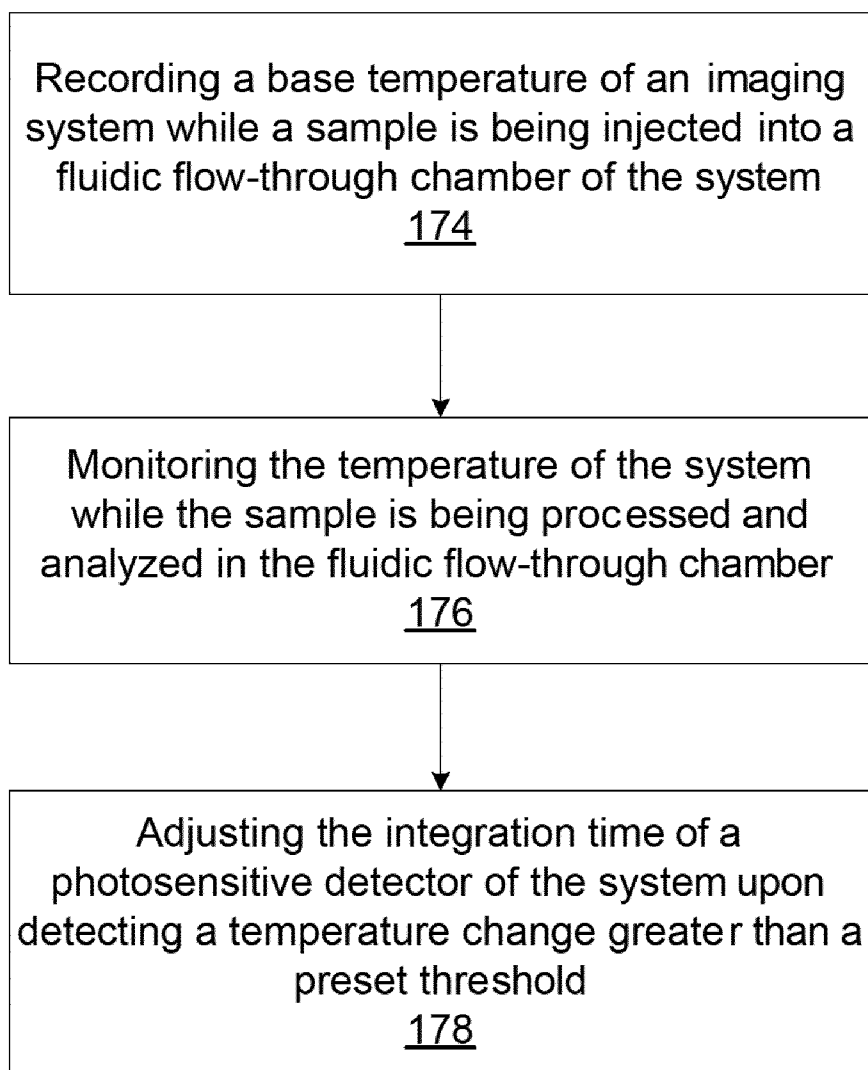 Recording a base temperature of an imaging
system while a sample is being injected into a
fluidic flow-through chamber of the system
174
Monitoring the temperature of the system
while the sample is being processed and
analyzed in the fluidic flow-through chamber
176
Adjusting the integration time of a
photosensitive detector of the system upon
detecting a temperature change greater than a
preset threshold
178